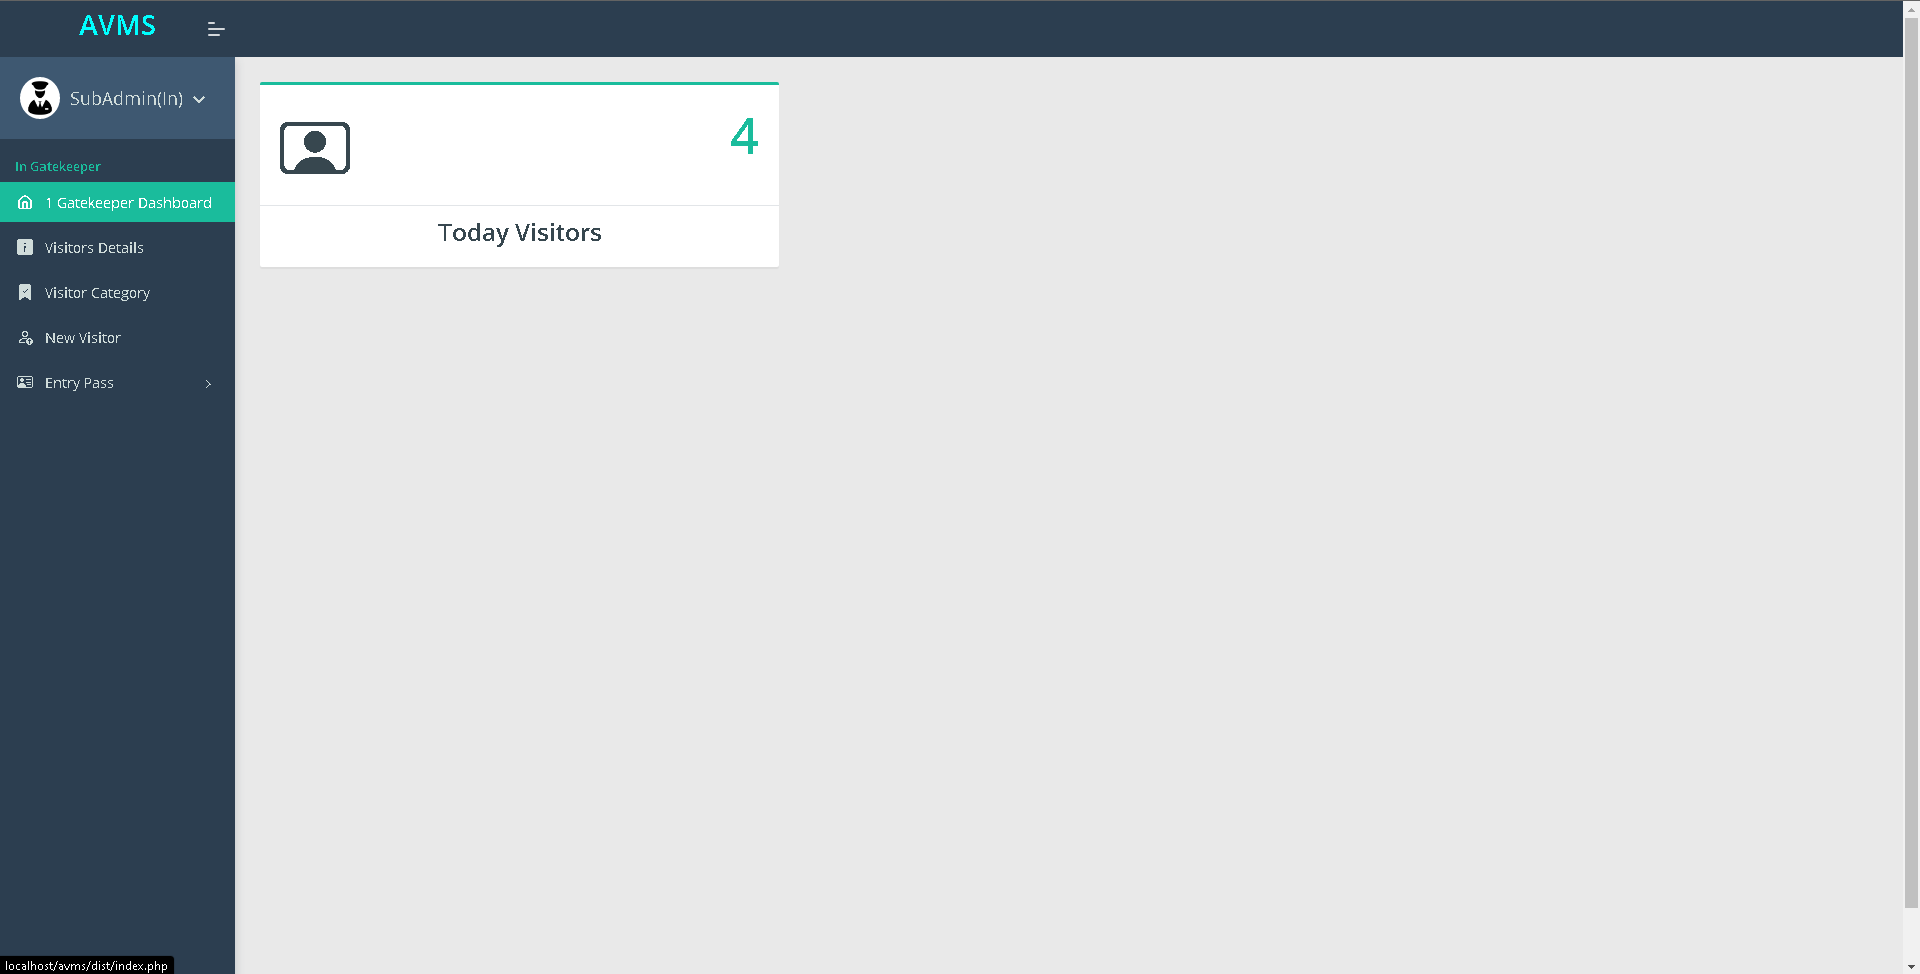 AVMS
SubAdmin(In)
In Gatekeeper
1 Gatekeeper Dashboard
Visitors Details
Visitor Category
New Visitor
Entry Pass
4
Today Visitors
localhost/avms/dist/index.php